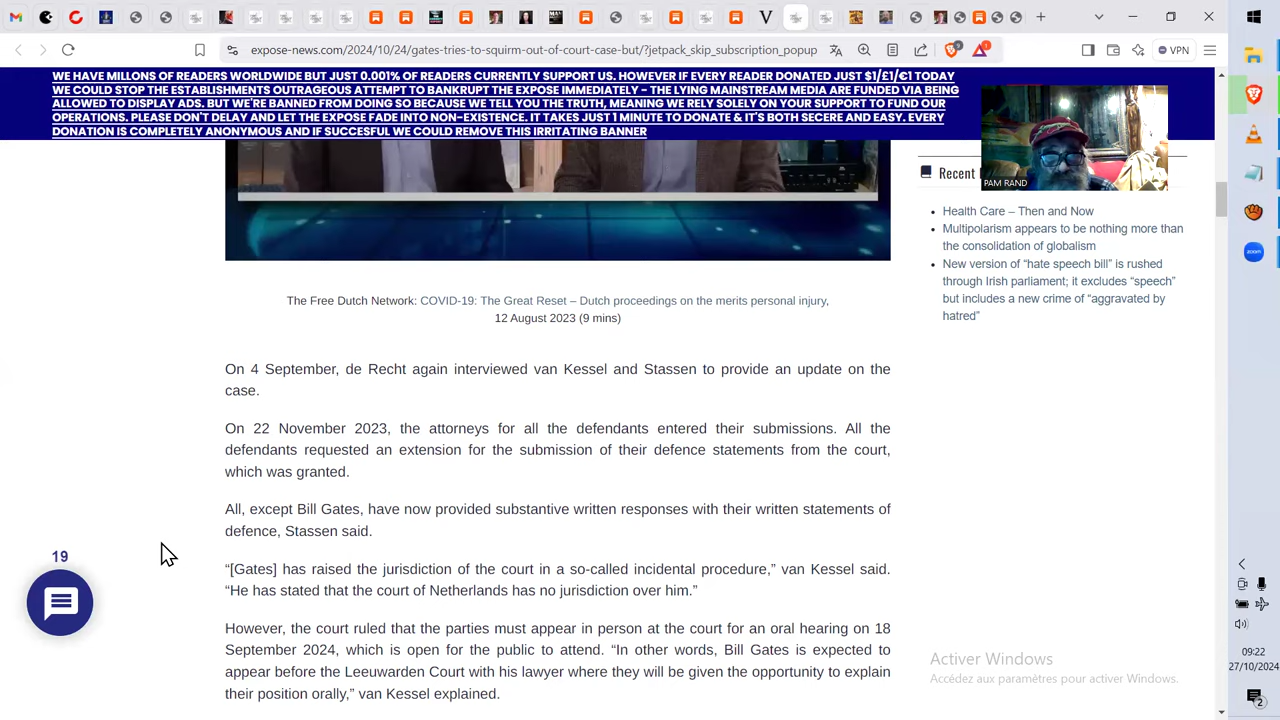 expose-news.com/2024/10/24/gates-tries-to-squirm-out-of-court-case-but/?jetpack_skip_subscription_popup
VPN
WE HAVE MILLONS OF READERS WORLDWIDE BUT JUST 0.001% OF READERS CURRENTLY SUPPORT US. HOWEVER IF EVERY READER DONATED JUST $1/£1/€1 TODAY
WE COULD STOP THE ESTABLISHMENTS OUTRAGEOUS ATTEMPT TO BANKRUPT THE EXPOSE IMMEDIATELY - THE LYING MAINSTREAM MEDIA ARE FUNDED VIA BEING
ALLOWED TO DISPLAY ADS. BUT WE'RE BANNED FROM DOING SO BECAUSE WE TELL YOU THE TRUTH, MEANING WE RELY SOLELY ON YOUR SUPPORT TO FUND OUR
OPERATIONS. PLEASE DON'T DELAY AND LET THE EXPOSE FADE INTO NON-EXISTENCE. IT TAKES JUST 1 MINUTE TO DONATE & IT'S BOTH SECERE AND EASY. EVERY
DONATION IS COMPLETELY ANONYMOUS AND IF SUCCESFUL WE COULD REMOVE THIS IRRITATING BANNER
PAM RAND
Recent
Health Care – Then and Now
Multipolarism appears to be nothing more than
the consolidation of globalism
New version of “hate speech bill” is rushed
through Irish parliament; it excludes “speech”
but includes a new crime of “aggravated by
hatred”
The Free Dutch Network: COVID-19: The Great Reset – Dutch proceedings on the merits personal injury,
12 August 2023 (9 mins)
On 4 September, de Recht again interviewed van Kessel and Stassen to provide an update on the
case.
On 22 November 2023, the attorneys for all the defendants entered their submissions. All the
defendants requested an extension for the submission of their defence statements from the court,
which was granted.
All, except Bill Gates, have now provided substantive written responses with their written statements of
defence, Stassen said.
“[Gates] has raised the jurisdiction of the court in a so-called incidental procedure,” van Kessel said.
“He has stated that the court of Netherlands has no jurisdiction over him.”
However, the court ruled that the parties must appear in person at the court for an oral hearing on 18
September 2024, which is open for the public to attend. “In other words, Bill Gates is expected to
appear before the Leeuwarden Court with his lawyer where they will be given the opportunity to explain
their position orally,” van Kessel explained.
19
Activer Windows
Accédez aux paramètres pour activer Windows.
zoom
09:22
27/10/2024
2